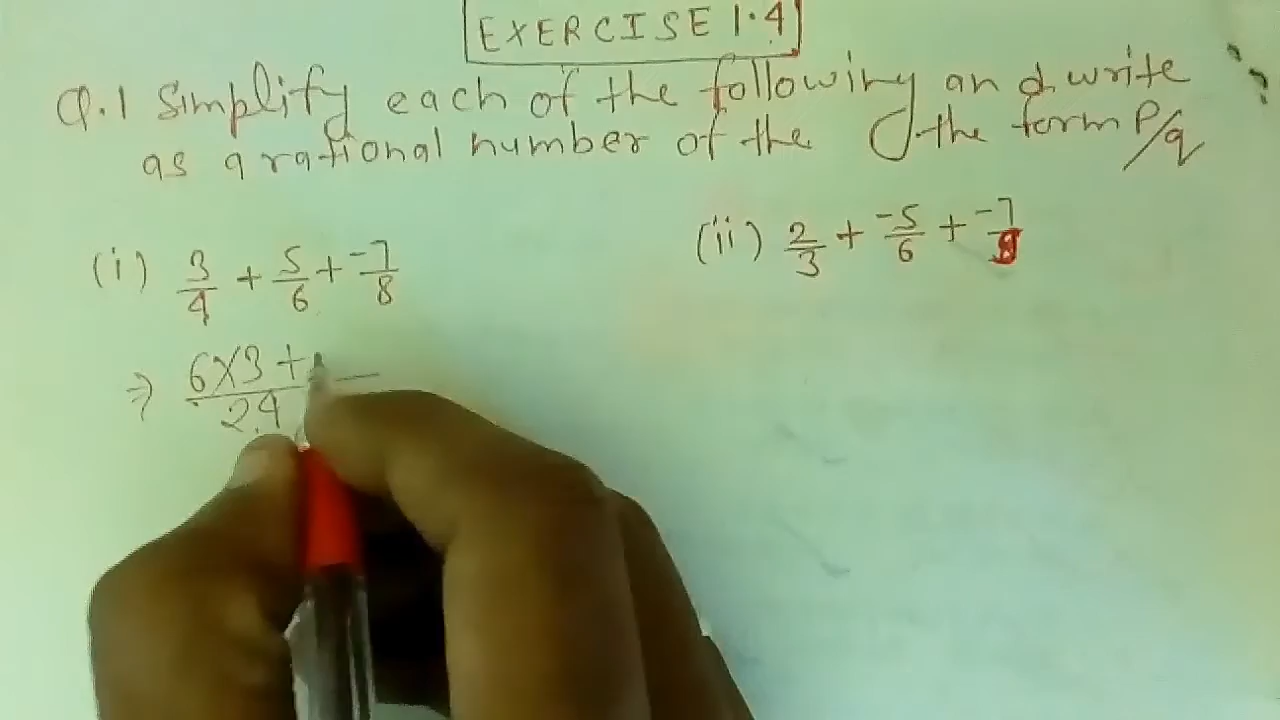 EXERCISE 1.4
Q.1 Simplify each of the following and write
as a rational number of the the form P/q
(i) 3/4 + 5/6 + -7/8
(ii) 2/3 + -5/6 + -7/9
⇒ 6×3 + / 24